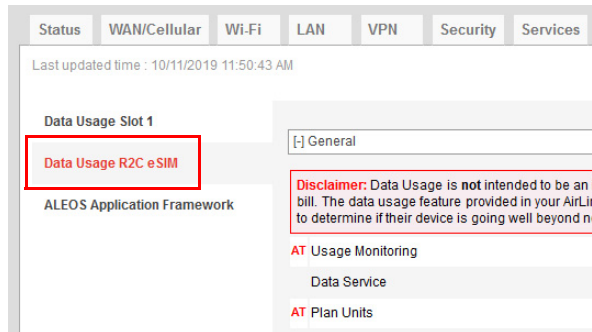 Status WAN/Cellular Wi-Fi LAN VPN Security Services
Last updated time : 10/11/2019 11:50:43 AM
Data Usage Slot 1
[-] General
Data Usage R2C eSIM
Disclaimer: Data Usage is not intended to be an
bill. The data usage feature provided in your
to determine if their device is going well beyond
ALEOS Application Framework
AT Usage Monitoring
Data Service
AT Plan Units